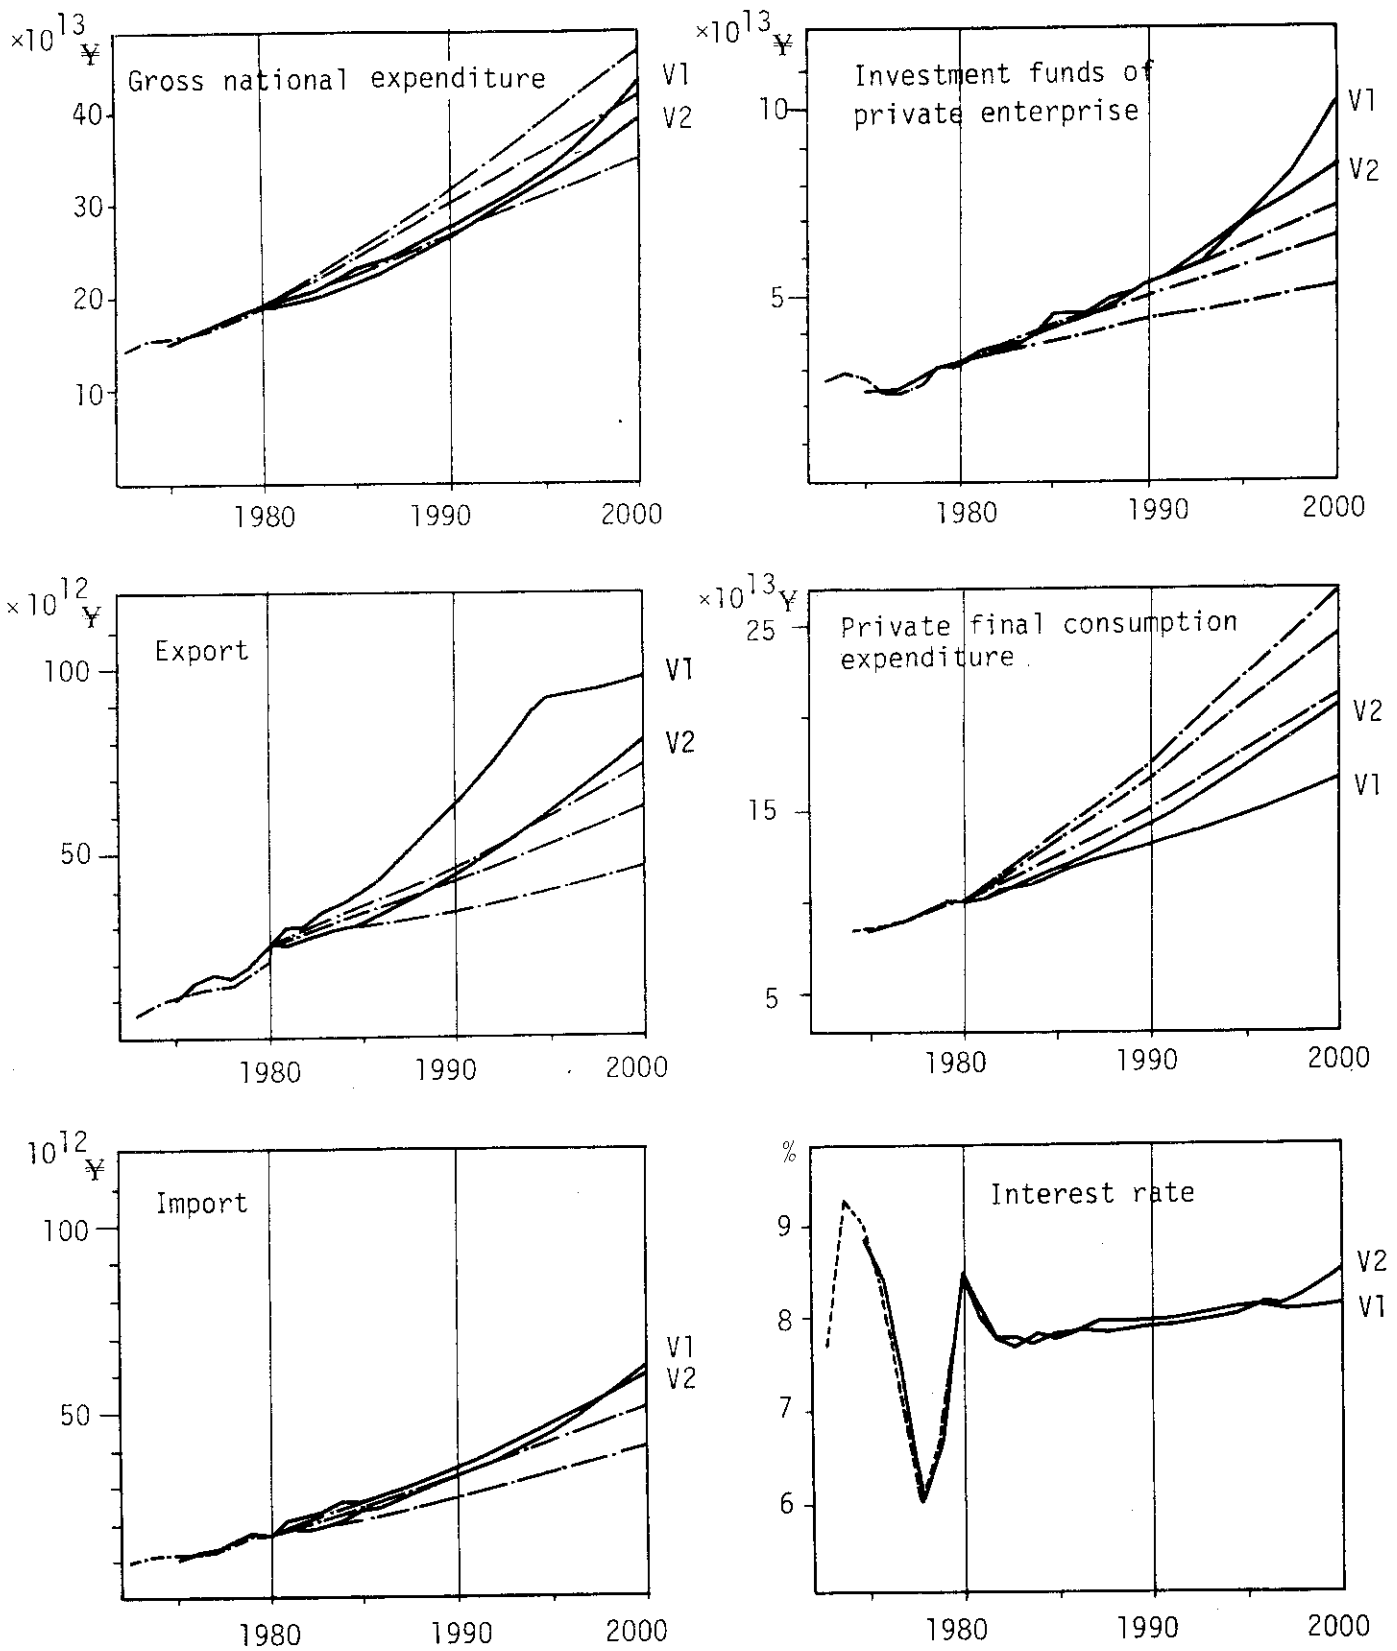 ×10¹³ ¥
Gross national expenditure
40
30
20
10
V1
V2
1980 1990 2000
×10¹³ ¥
Investment funds of
private enterprise
10
5
V1
V2
1980 1990 2000
×10¹² ¥
Export
100
50
V1
V2
1980 1990 2000
×10¹³ ¥
Private final consumption
expenditure
25
15
5
V2
V1
1980 1990 2000
10¹² ¥
Import
100
50
V1
V2
1980 1990 2000
%
Interest rate
9
8
7
6
V2
V1
1980 1990 2000